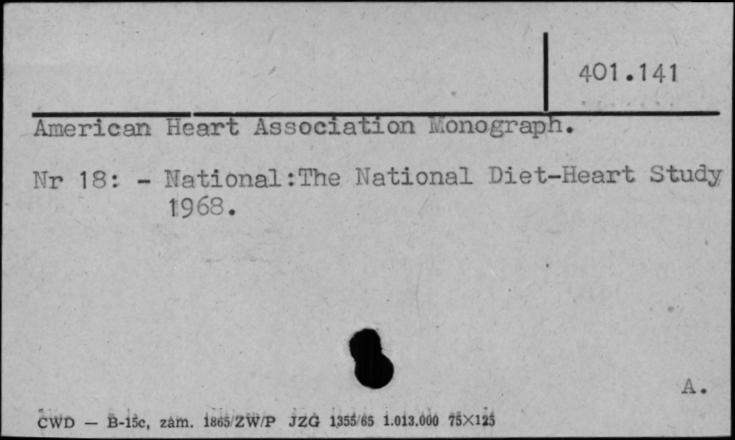 401.141
American Heart Association Monograph.
Nr 18: - National:The National Diet-Heart Study
1968.
A.
CWD — B-15c, zam. 1865/ZW/P JZG 1355/65 1.013.000 75×125